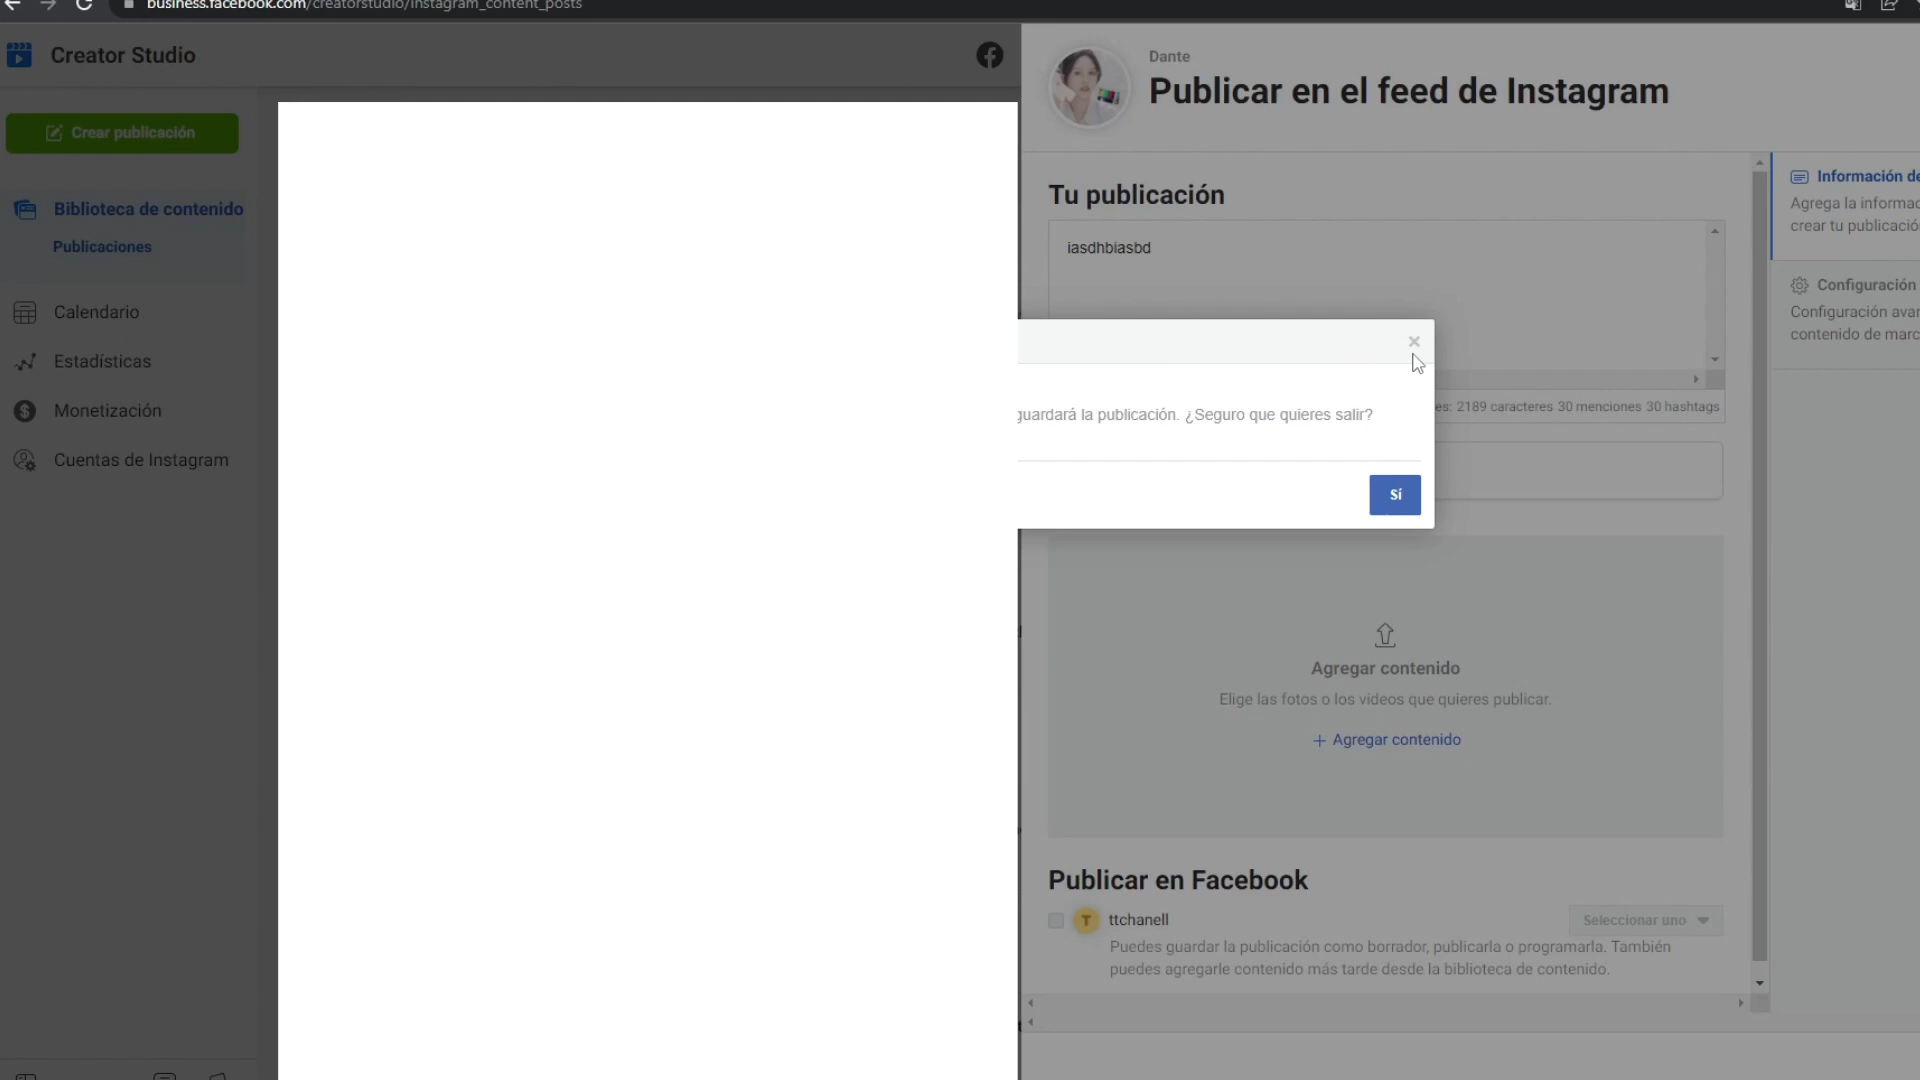 business.facebook.com/creatorstudio/instagram_content_posts
Creator Studio
Crear publicación
Biblioteca de contenido
Publicaciones
Calendario
Estadísticas
Monetización
Cuentas de Instagram
Dante
Publicar en el feed de Instagram
Tu publicación
iasdhbiasbd
es: 2189 caracteres 30 menciones 30 hashtags
guardará la publicación. ¿Seguro que quieres salir?
Sí
Agregar contenido
Elige las fotos o los videos que quieres publicar.
+ Agregar contenido
Publicar en Facebook
T
ttchanell
Seleccionar uno
Puedes guardar la publicación como borrador, publicarla o programarla. También
puedes agregarle contenido más tarde desde la biblioteca de contenido.
Información de
Agrega la informac
crear tu publicació
Configuración
Configuración avan
contenido de marc